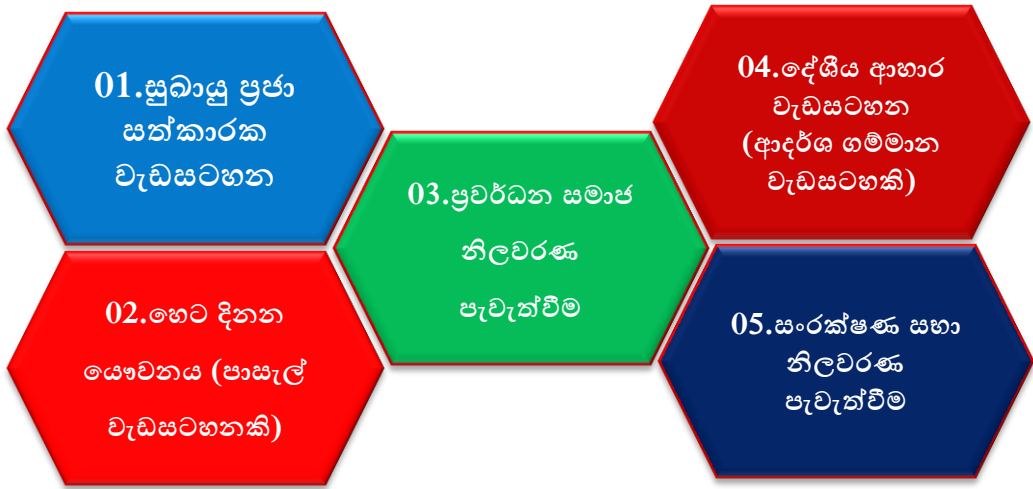 01.සුඛායු ප්‍රජා
සත්කාරක
වැඩසටහන
02.හෙට දිනන
යෞවනය (පාසැල්
වැඩසටහනකි)
03.ප්‍රවර්ධන සමාජ
නිලවරණ
පැවැත්වීම
04.දේශීය ආහාර
වැඩසටහන
(ආදර්ශ ගම්මාන
වැඩසටහකි)
05.සංරක්ෂණ සභා
නිලවරණ
පැවැත්වීම